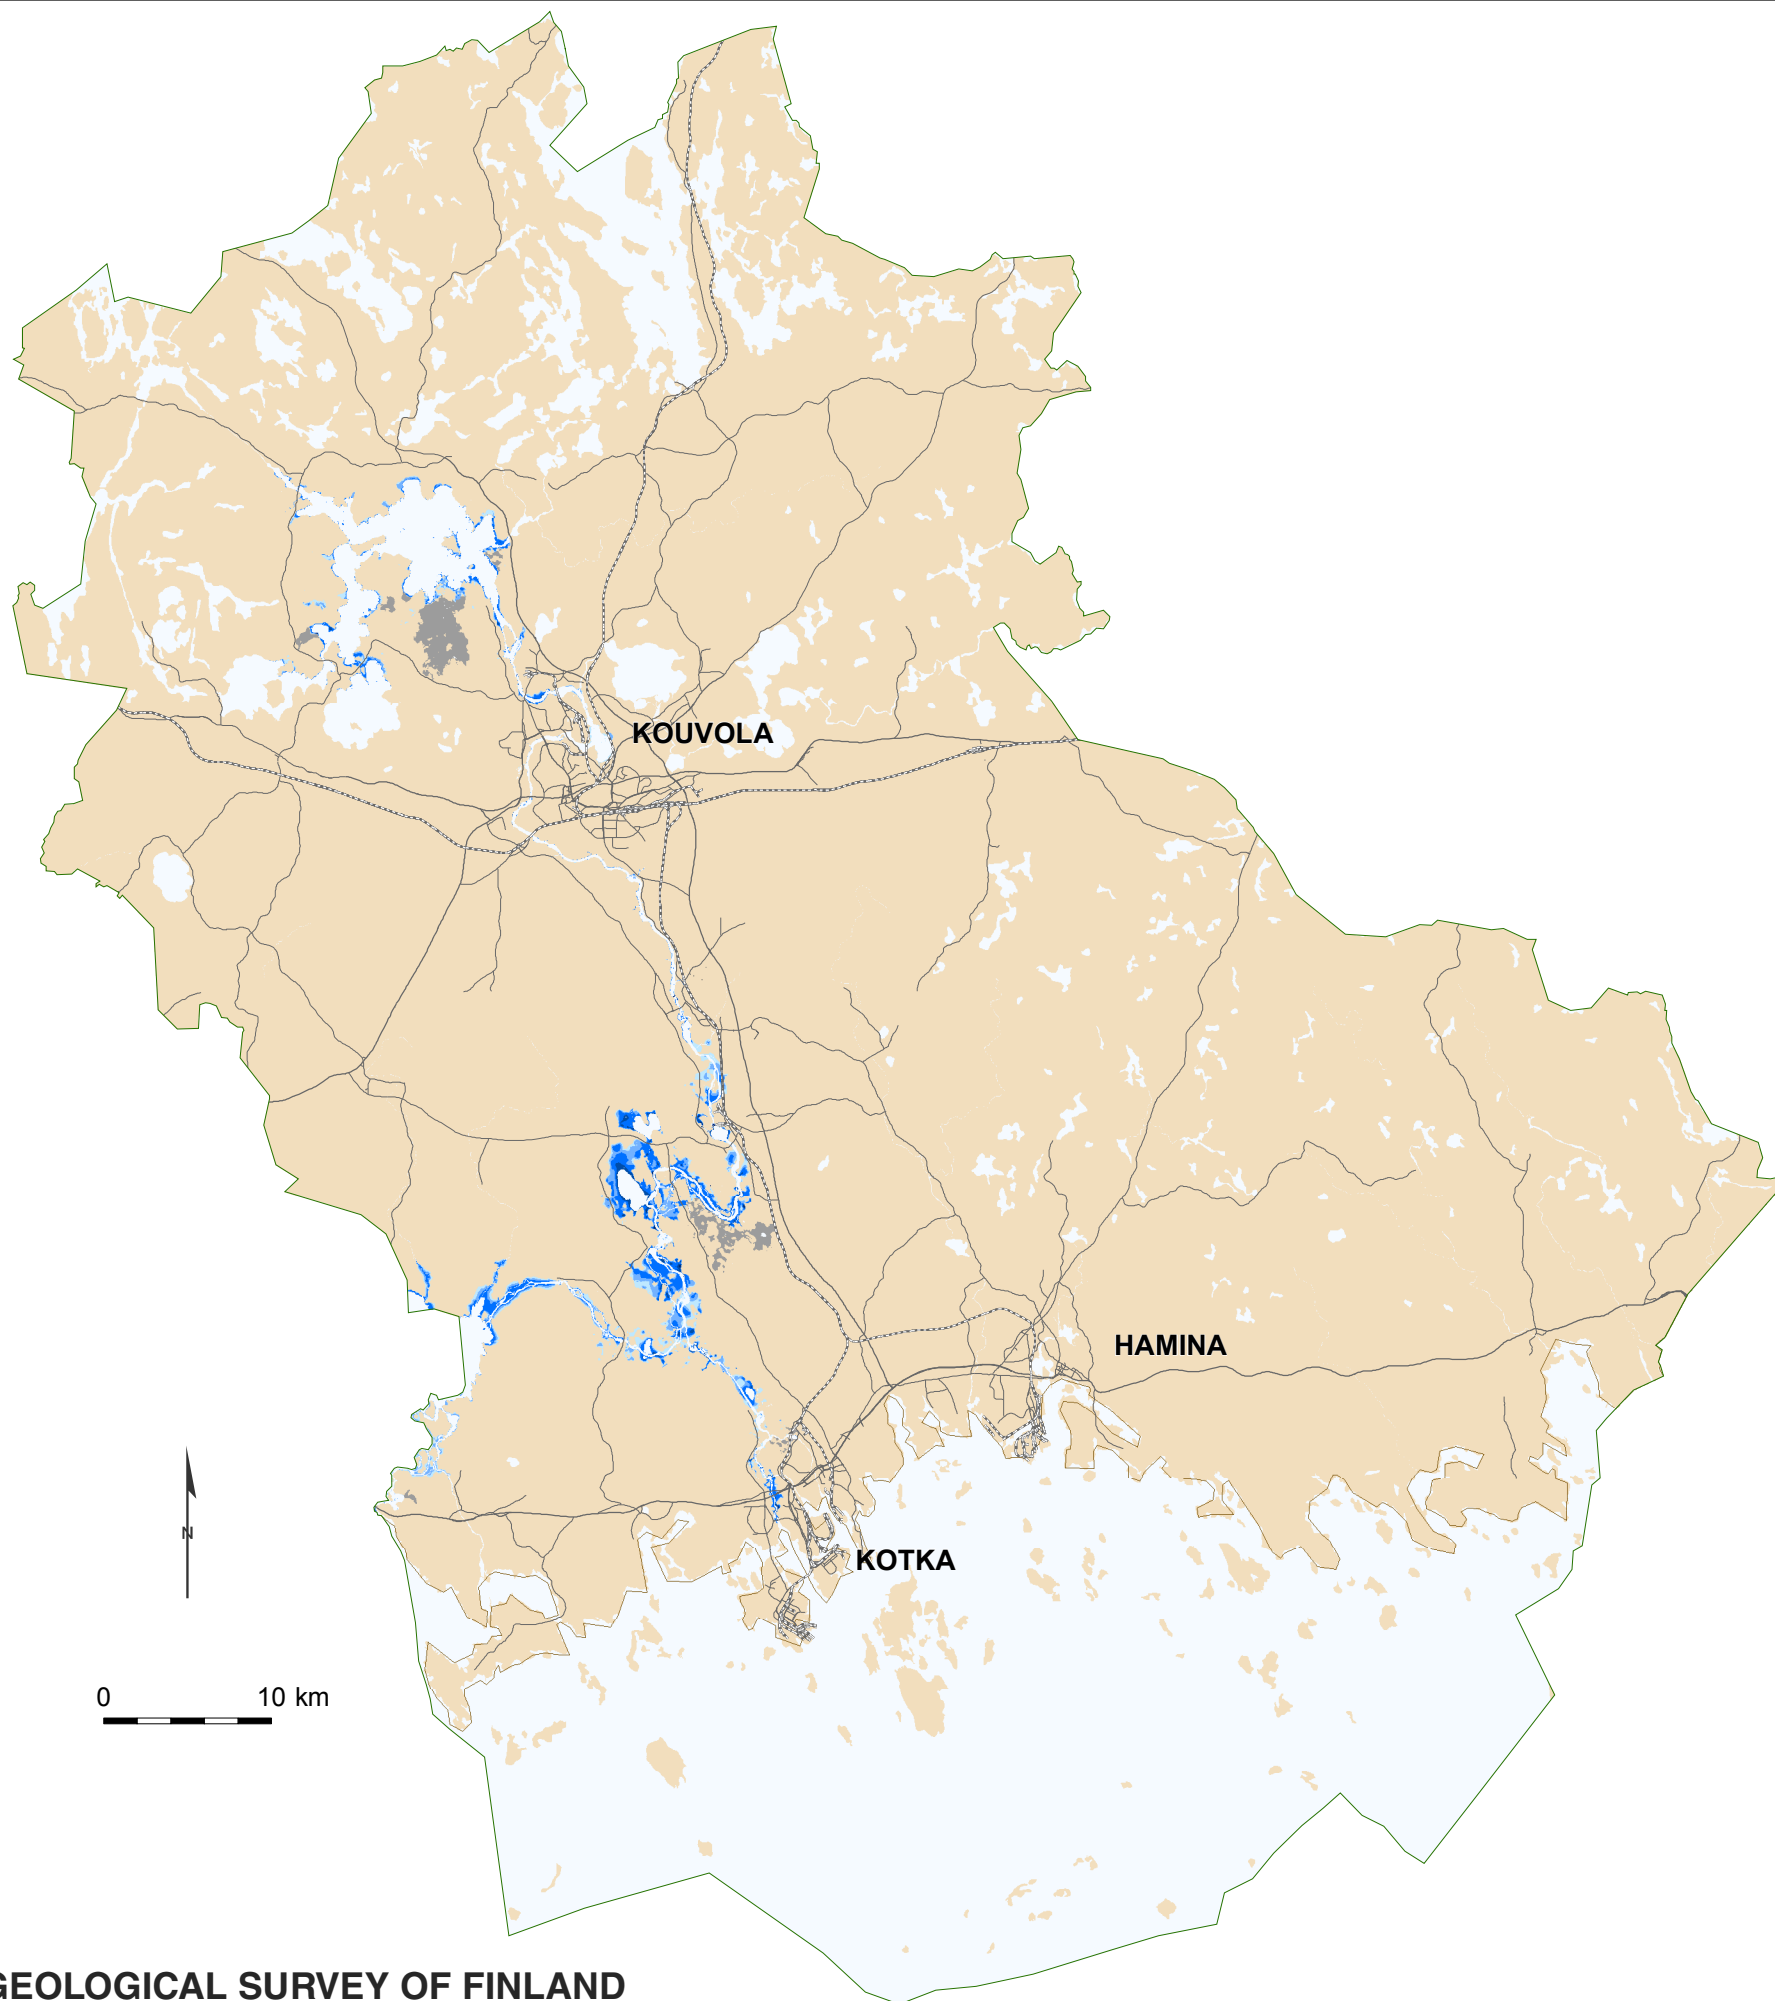 KOUVOLA
HAMINA
N
KOTKA
0 10 km
GEOLOGICAL SURVEY OF FINLAND